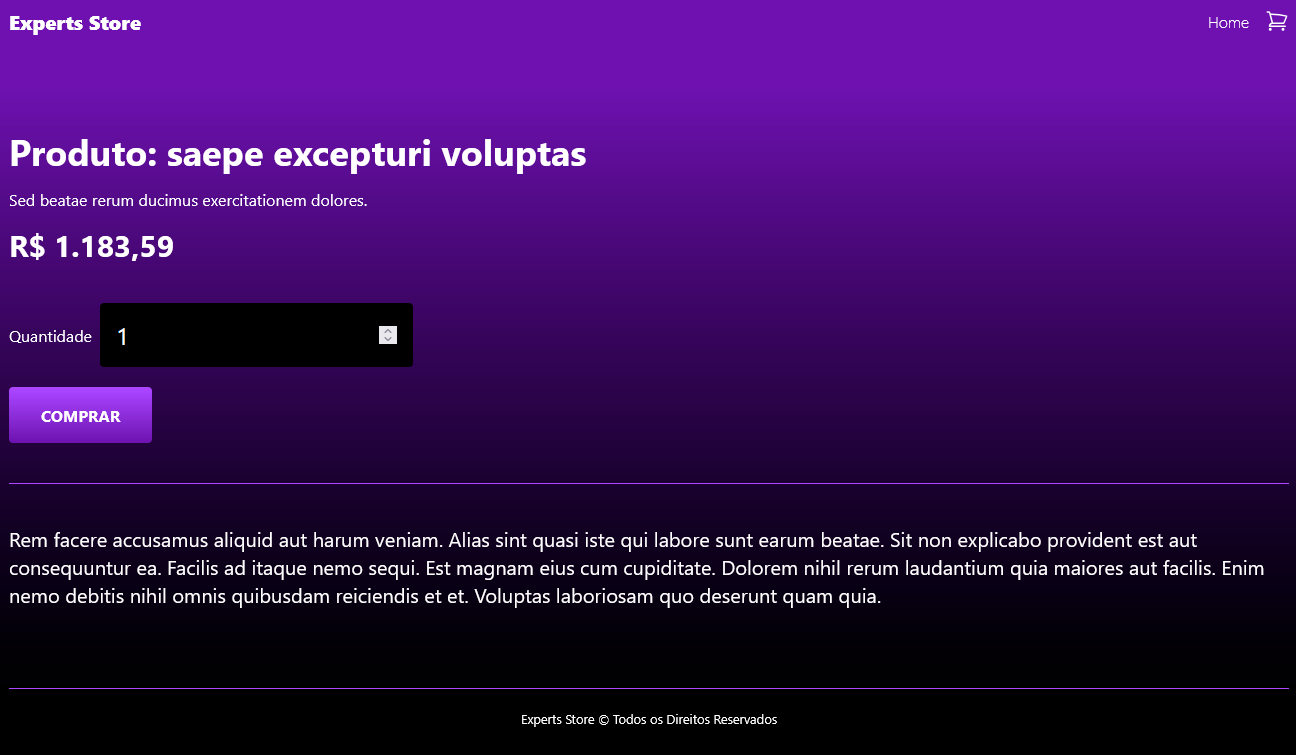 Experts Store
Home
Produto: saepe excepturi voluptas
Sed beatae rerum ducimus exercitationem dolores.
R$ 1.183,59
Quantidade 1
COMPRAR
Rem facere accusamus aliquid aut harum veniam. Alias sint quasi iste qui labore sunt earum beatae. Sit non explicabo provident est aut
consequuntur ea. Facilis ad itaque nemo sequi. Est magnam eius cum cupiditate. Dolorem nihil rerum laudantium quia maiores aut facilis. Enim
nemo debitis nihil omnis quibusdam reiciendis et et. Voluptas laboriosam quo deserunt quam quia.
Experts Store © Todos os Direitos Reservados